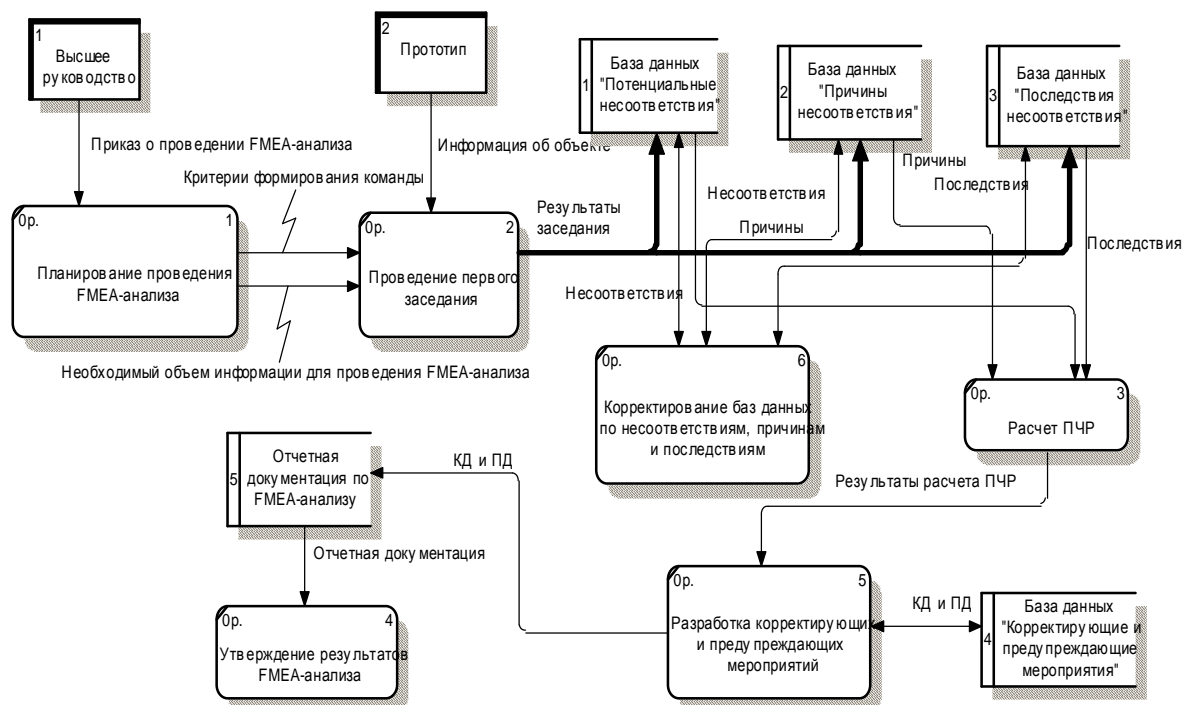 1
Высшее
руководство
2
Прототип
1
База данных
"Потенциальные
несоответствия"
2
База данных
"Причины
несоответствия"
3
База данных
"Последствия
несоответствия"
Приказ о проведении FMEA-анализа
Информация об объекте
Критерии формирования команды
Причины
Последствия
Несоответствия
Причины
Результаты
заседания
Последствия
0р.
1
Планирование проведения
FMEA-анализа
0р.
2
Проведение первого
заседания
Несоответствия
Необходимый объем информации для проведения FMEA-анализа
0р.
6
Корректирование баз данных
по несоответствиям, причинам
и последствиям
0р.
3
Расчет ПЧР
5
Отчетная
документация по
FMEA-анализу
КД и ПД
Результаты расчета ПЧР
Отчетная документация
0р.
4
Утверждение результатов
FMEA-анализа
0р.
5
Разработка корректирующих
и предупреждающих
мероприятий
КД и ПД
4
База данных
"Корректирующие и
предупреждающие
мероприятия"